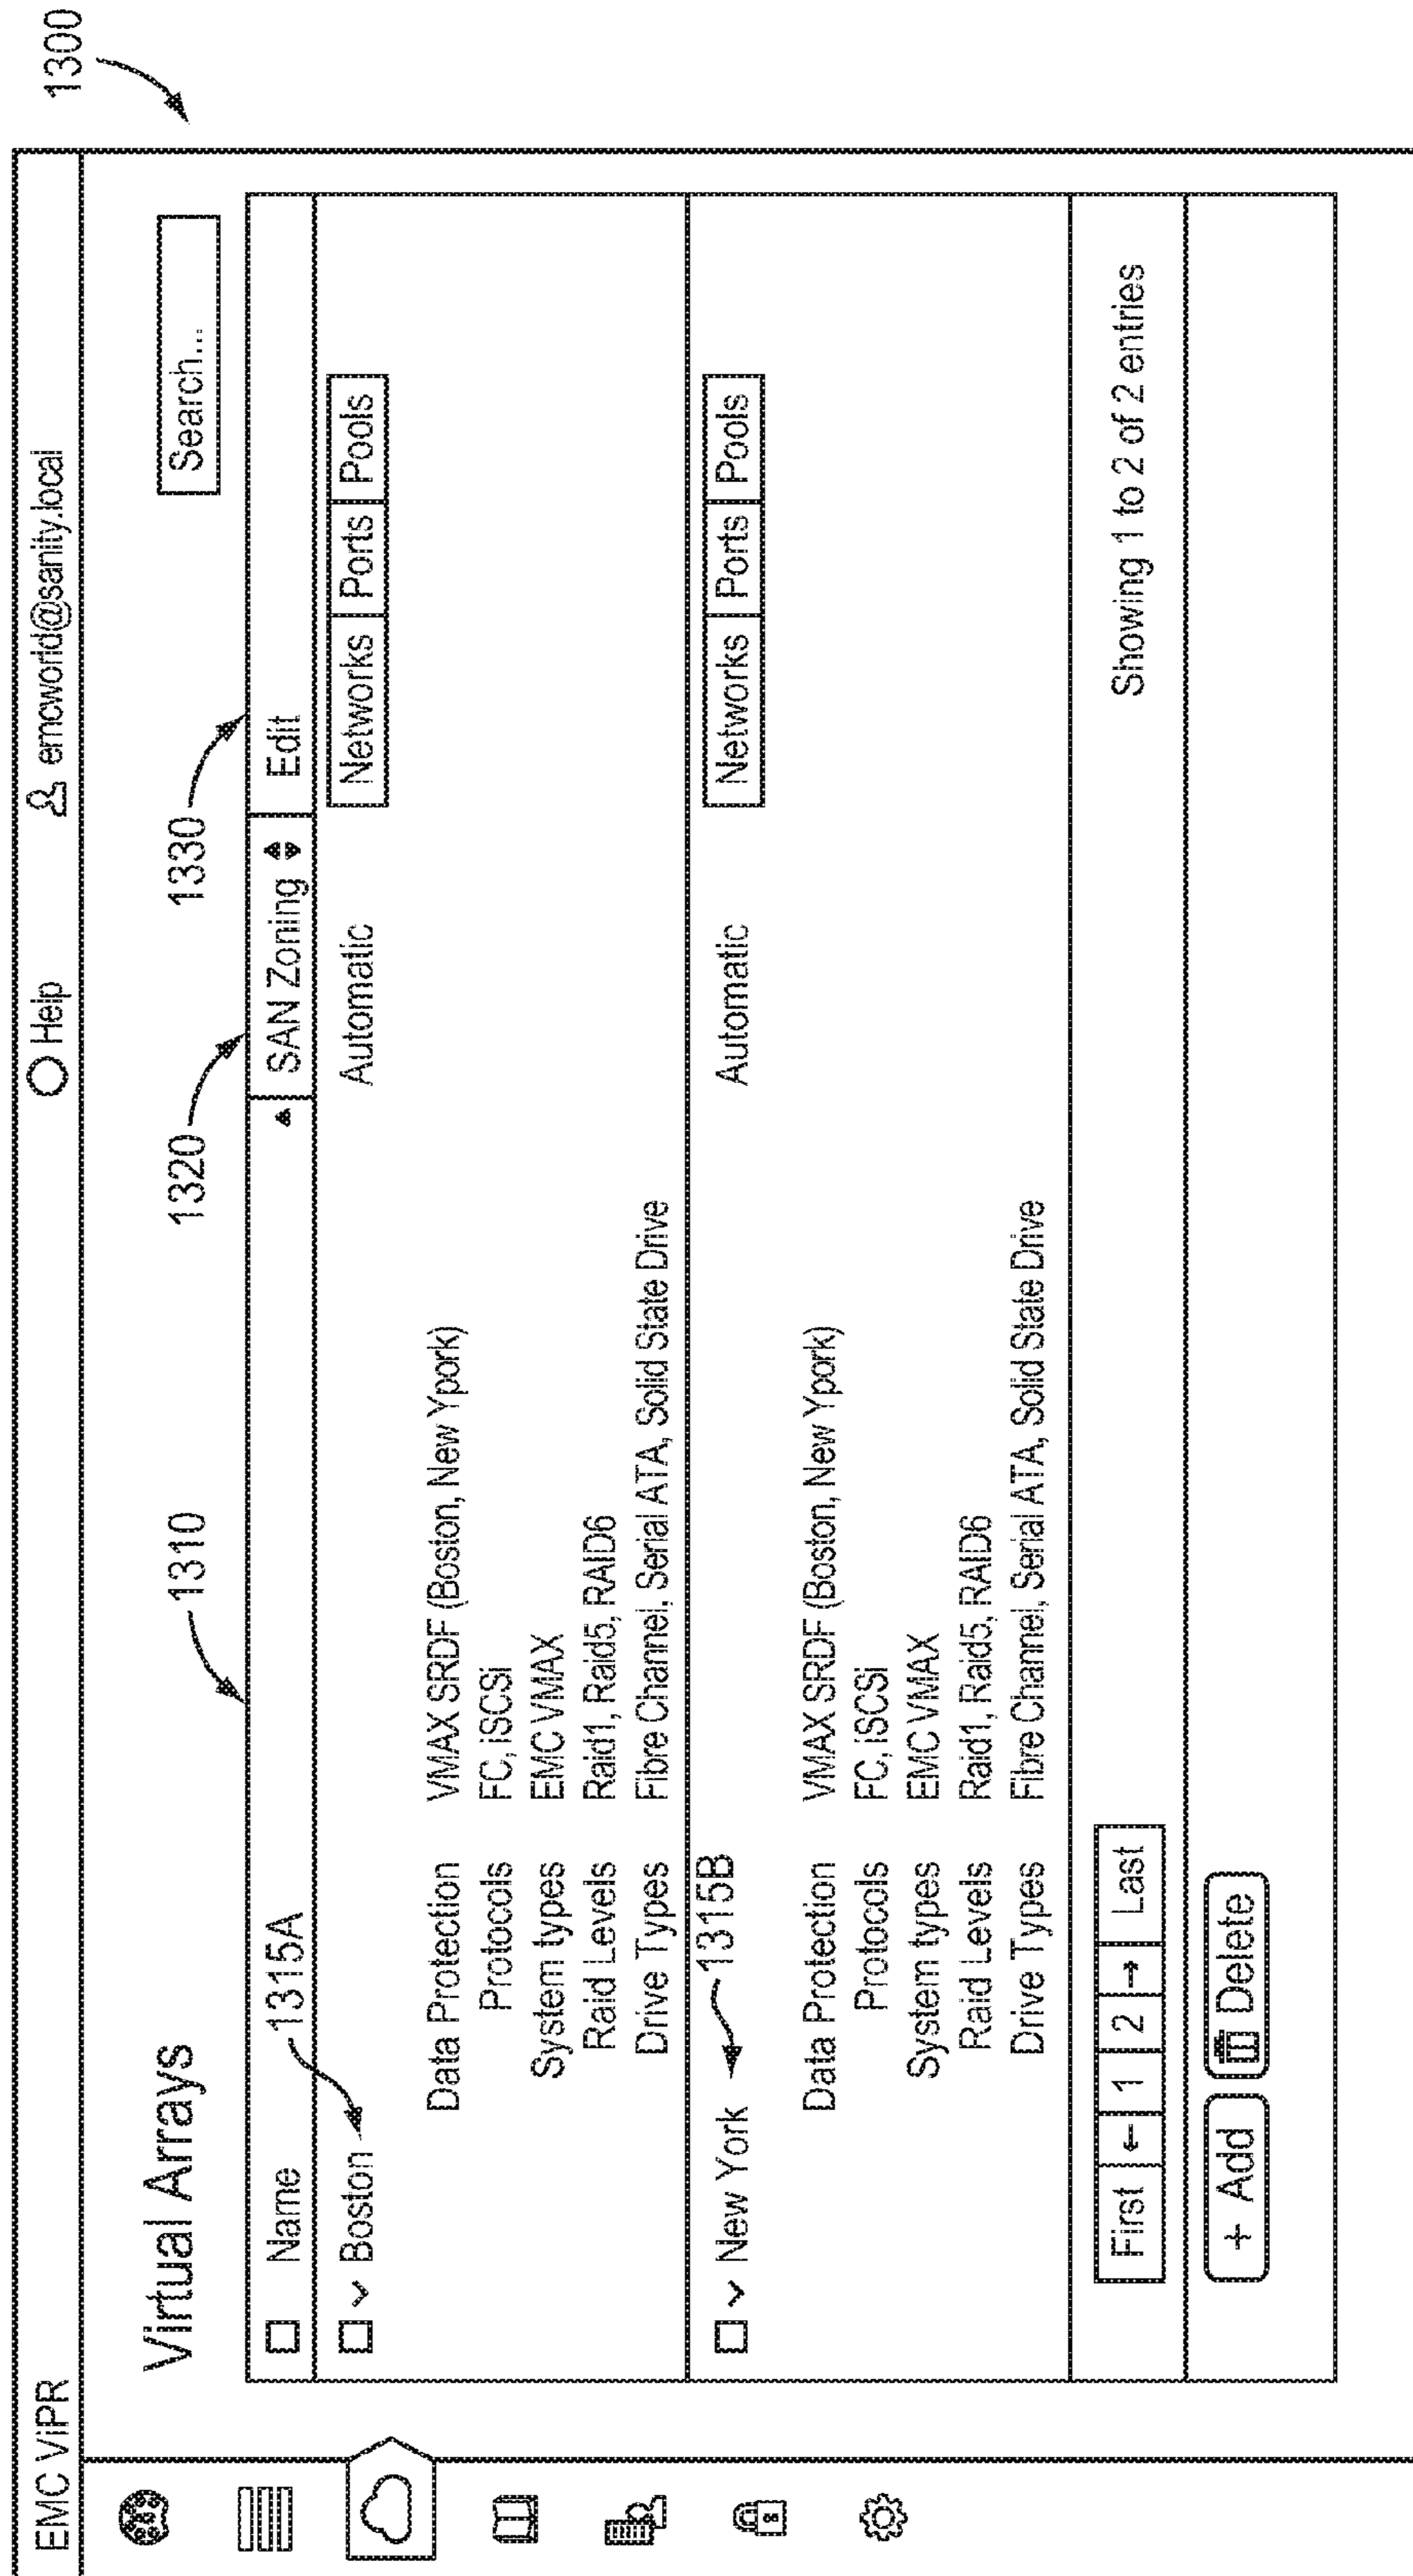 1300
EMC ViPR Help emcworld@sanity.local
Virtual Arrays
1310 1320 1330 Search...
Name 1315A ▲ SAN Zoning Edit
Boston Automatic Networks Ports Pools
Data Protection VMAX SRDF (Boston, New Ypork)
Protocols FC, iSCSi
System types EMC VMAX
Raid Levels Raid1, Raid5, RAID6
Drive Types Fibre Channel, Serial ATA, Solid State Drive
New York 1315B Automatic Networks Ports Pools
Data Protection VMAX SRDF (Boston, New Ypork)
Protocols FC, iSCSi
System types EMC VMAX
Raid Levels Raid1, Raid5, RAID6
Drive Types Fibre Channel, Serial ATA, Solid State Drive
First ← 1 2 → Last Showing 1 to 2 of 2 entries
+ Add Delete